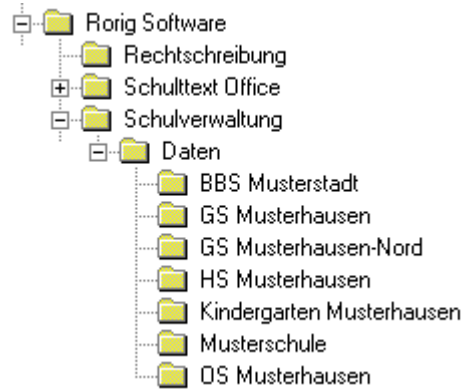 Rorig Software
Rechtschreibung
Schulttext Office
Schulverwaltung
Daten
BBS Musterstadt
GS Musterhausen
GS Musterhausen-Nord
HS Musterhausen
Kindergarten Musterhausen
Musterschule
OS Musterhausen